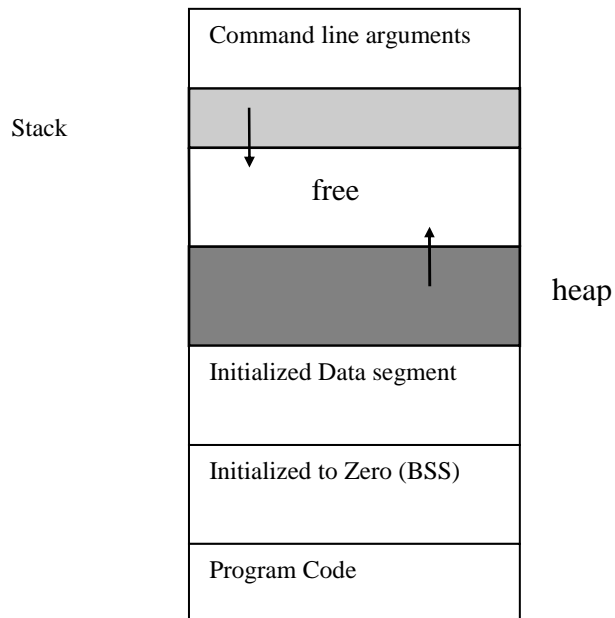 Command line arguments
Stack
free
heap
Initialized Data segment
Initialized to Zero (BSS)
Program Code